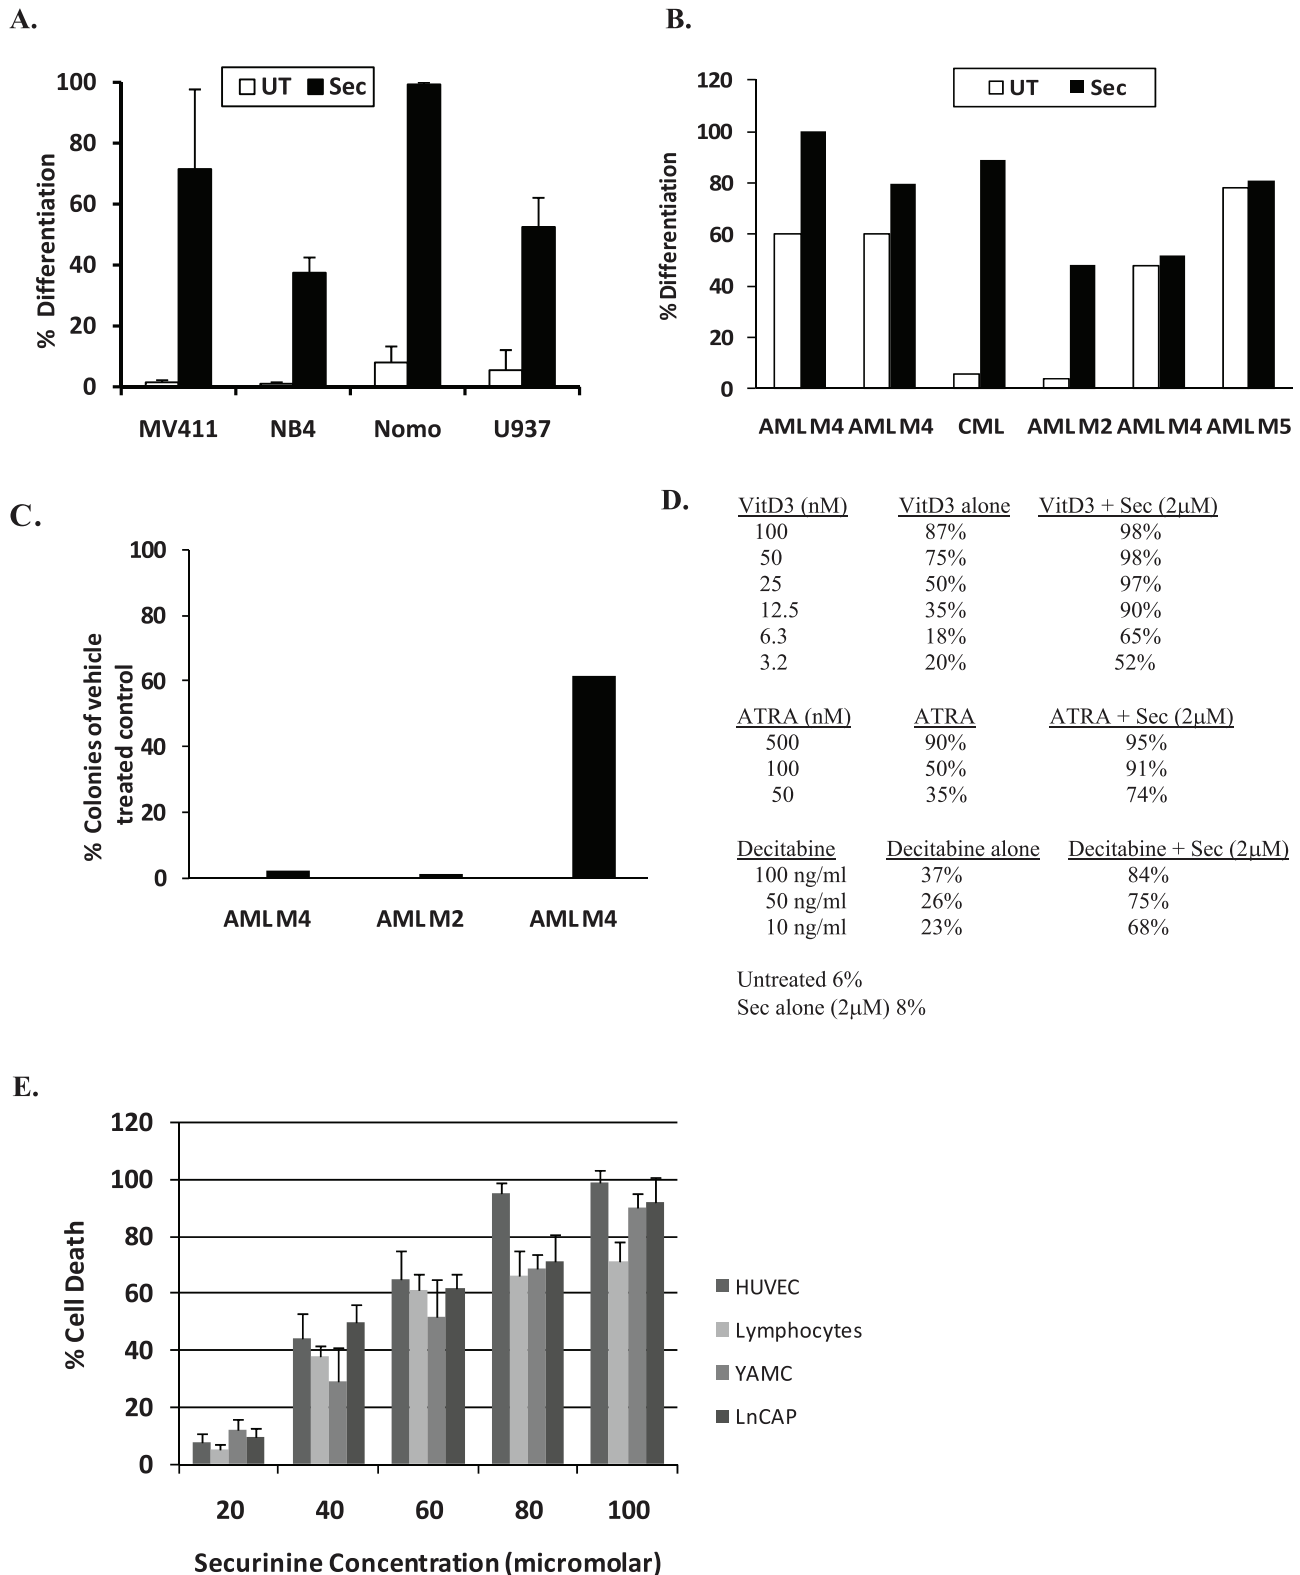 A.
UT Sec
100
80
60
40
20
0
% Differentiation
MV411 NB4 Nomo U937
B.
UT Sec
120
100
80
60
40
20
0
%Differentiation
AML M4 AML M4 CML AML M2 AML M4 AML M5
C.
100
80
60
40
20
0
% Colonies of vehicle
treated control
AML M4 AML M2 AML M4
D.
VitD3 (nM) VitD3 alone VitD3 + Sec (2µM)
100 87% 98%
50 75% 98%
25 50% 97%
12.5 35% 90%
6.3 18% 65%
3.2 20% 52%
ATRA (nM) ATRA ATRA + Sec (2µM)
500 90% 95%
100 50% 91%
50 35% 74%
Decitabine Decitabine alone Decitabine + Sec (2µM)
100 ng/ml 37% 84%
50 ng/ml 26% 75%
10 ng/ml 23% 68%
Untreated 6%
Sec alone (2µM) 8%
E.
120
100
80
60
40
20
0
% Cell Death
20 40 60 80 100
Securinine Concentration (micromolar)
HUVEC
Lymphocytes
YAMC
LnCAP